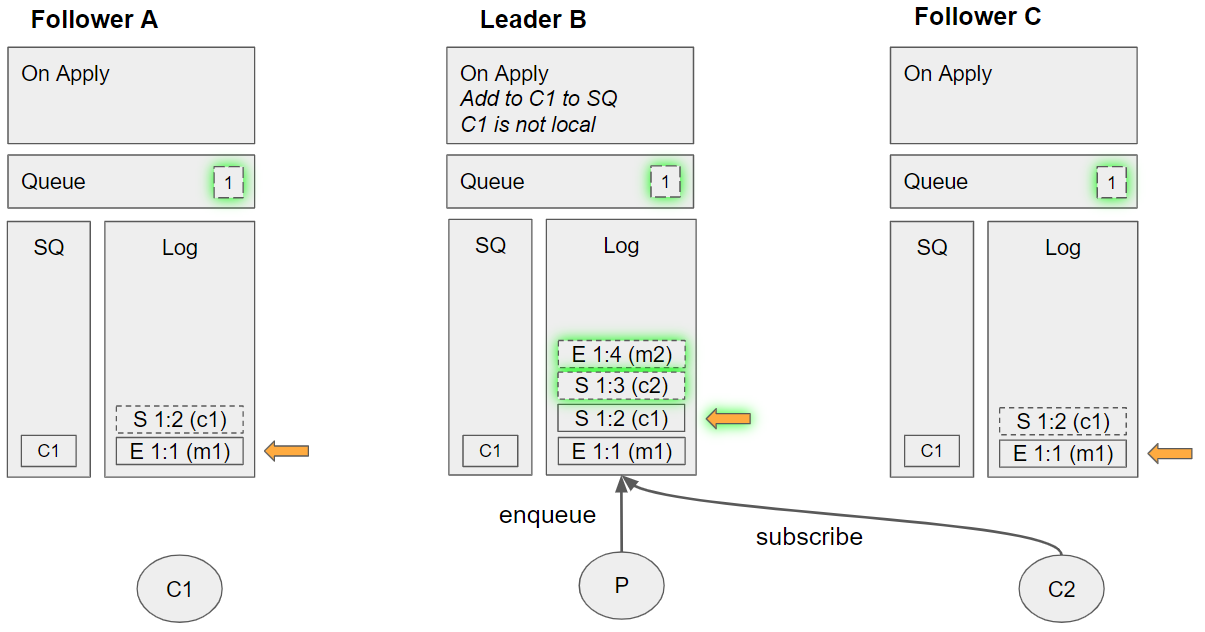 Follower A
On Apply
Queue
1
SQ
Log
C1
S 1:2 (c1)
E 1:1 (m1)
C1
Leader B
On Apply
Add to C1 to SQ
C1 is not local
Queue
1
SQ
Log
E 1:4 (m2)
S 1:3 (c2)
S 1:2 (c1)
C1
E 1:1 (m1)
enqueue
P
subscribe
Follower C
On Apply
Queue
1
SQ
Log
C1
S 1:2 (c1)
E 1:1 (m1)
C2